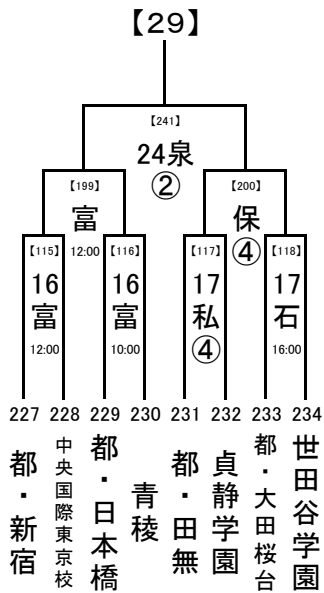 【29】
【241】
24泉
②
【199】
富
12:00
【200】
保
④
【115】
16
富
12:00
【116】
16
富
10:00
【117】
17
私
④
【118】
17
石
16:00
227
228
229
230
231
232
233
234
都・新宿
中央国際東京校
都・日本橋
青稜
都・田無
貞静学園
都・大田桜台
世田谷学園